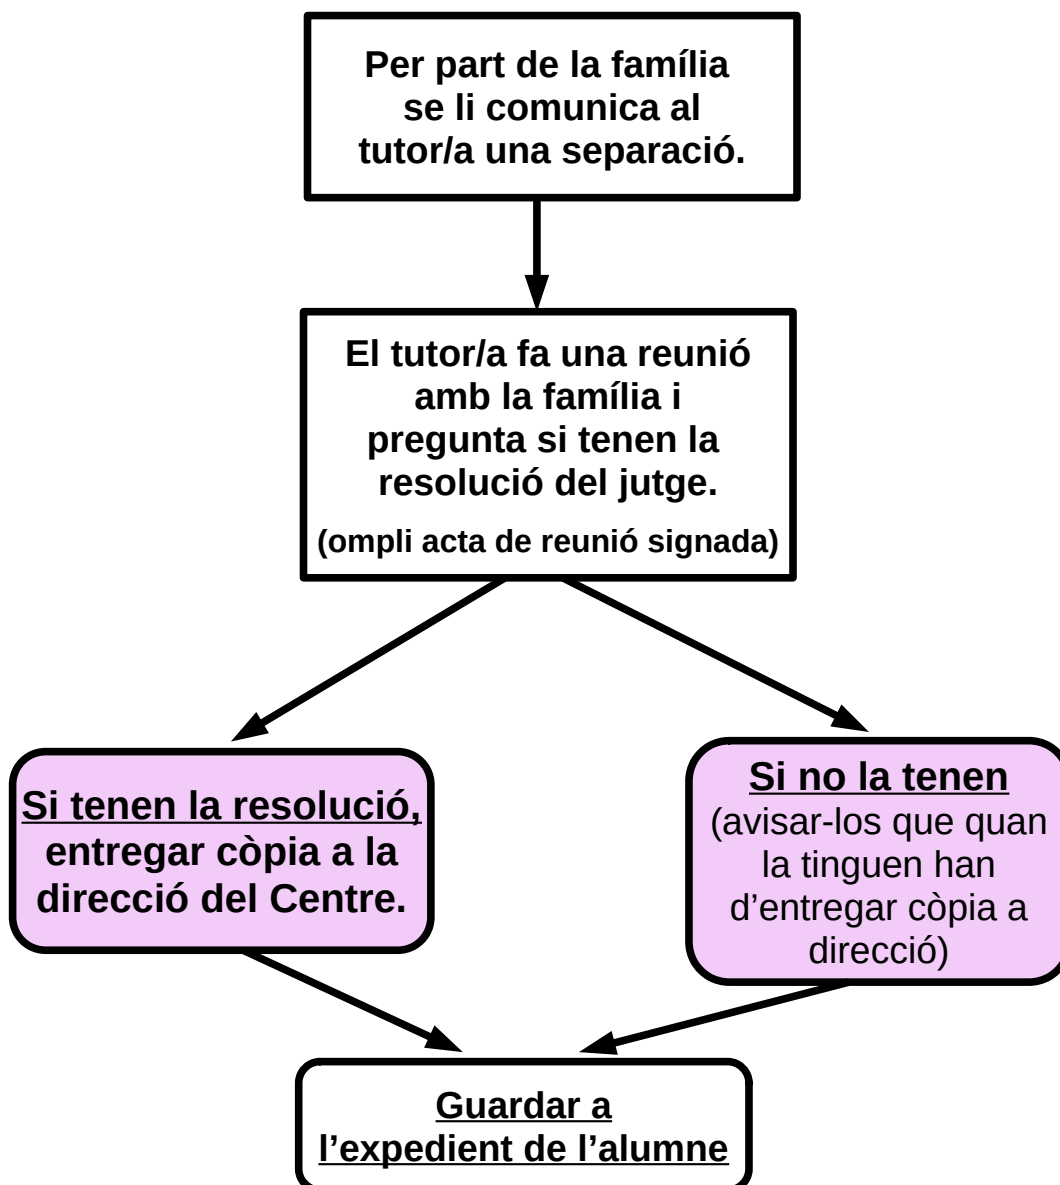 Per part de la família
se li comunica al
tutor/a una separació.
El tutor/a fa una reunió
amb la família i
pregunta si tenen la
resolució del jutge.
(ompli acta de reunió signada)
Si tenen la resolució,
entregar còpia a la
direcció del Centre.
Si no la tenen
(avisar-los que quan
la tinguen han
d’entregar còpia a
direcció)
Guardar a
l’expedient de l’alumne